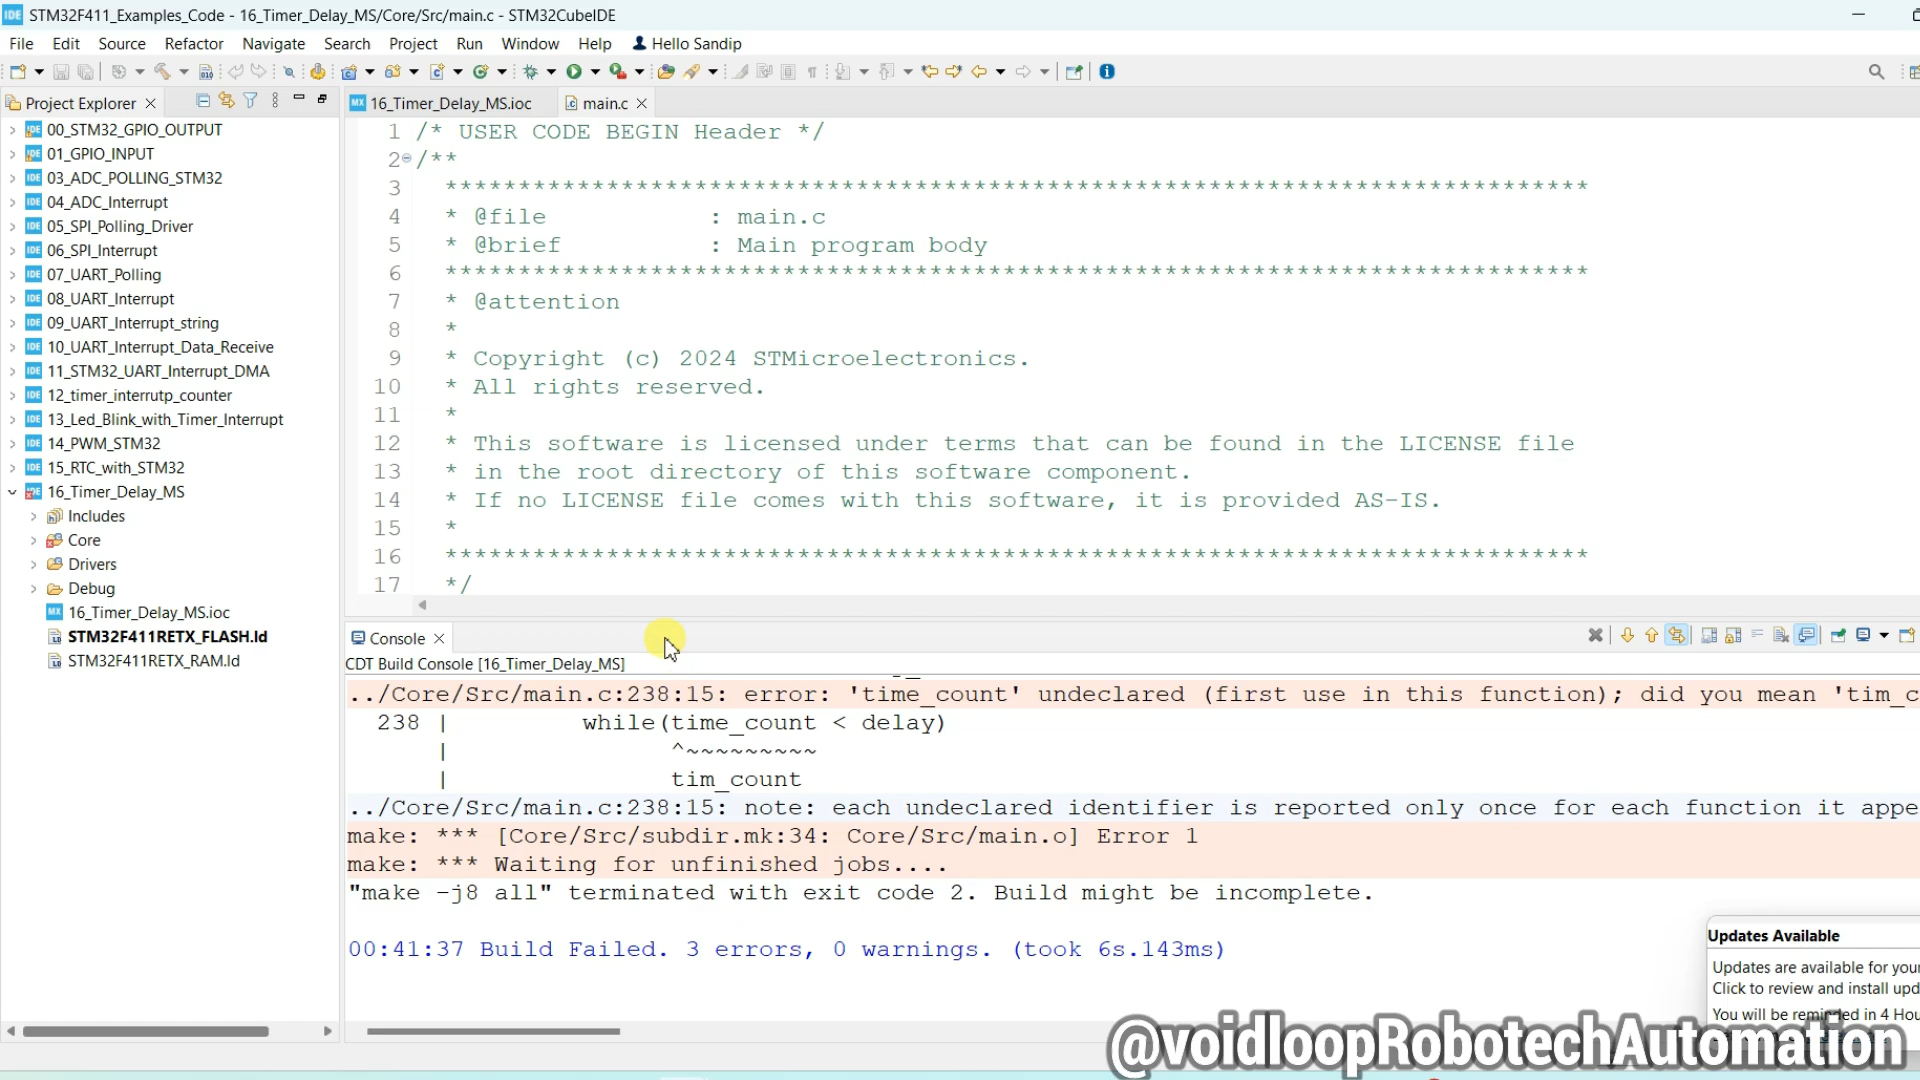 IDE STM32F411_Examples_Code - 16_Timer_Delay_MS/Core/Src/main.c - STM32CubeIDE
File Edit Source Refactor Navigate Search Project Run Window Help Hello Sandip
Project Explorer
00_STM32_GPIO_OUTPUT
01_GPIO_INPUT
03_ADC_POLLING_STM32
04_ADC_Interrupt
05_SPI_Polling_Driver
06_SPI_Interrupt
07_UART_Polling
08_UART_Interrupt
09_UART_Interrupt_string
10_UART_Interrupt_Data_Receive
11_STM32_UART_Interrupt_DMA
12_timer_interrutp_counter
13_Led_Blink_with_Timer_Interrupt
14_PWM_STM32
15_RTC_with_STM32
16_Timer_Delay_MS
Includes
Core
Drivers
Debug
MX 16_Timer_Delay_MS.ioc
STM32F411RETX_FLASH.ld
STM32F411RETX_RAM.ld
MX 16_Timer_Delay_MS.ioc main.c
1 /* USER CODE BEGIN Header */
2 /**
3 ******************************************************************************
4 * @file : main.c
5 * @brief : Main program body
6 ******************************************************************************
7 * @attention
8 *
9 * Copyright (c) 2024 STMicroelectronics.
10 * All rights reserved.
11 *
12 * This software is licensed under terms that can be found in the LICENSE file
13 * in the root directory of this software component.
14 * If no LICENSE file comes with this software, it is provided AS-IS.
15 *
16 ******************************************************************************
17 */
Console
CDT Build Console [16_Timer_Delay_MS]
../Core/Src/main.c:238:15: error: 'time_count' undeclared (first use in this function); did you mean 'tim_c
238 | while(time_count < delay)
| ^~~~~~~~~~
| tim_count
../Core/Src/main.c:238:15: note: each undeclared identifier is reported only once for each function it appe
make: *** [Core/Src/subdir.mk:34: Core/Src/main.o] Error 1
make: *** Waiting for unfinished jobs....
"make -j8 all" terminated with exit code 2. Build might be incomplete.
00:41:37 Build Failed. 3 errors, 0 warnings. (took 6s.143ms)
Updates Available
Updates are available for your
Click to review and install upd
You will be reminded in 4 Hou
@voidloopRobotechAutomation